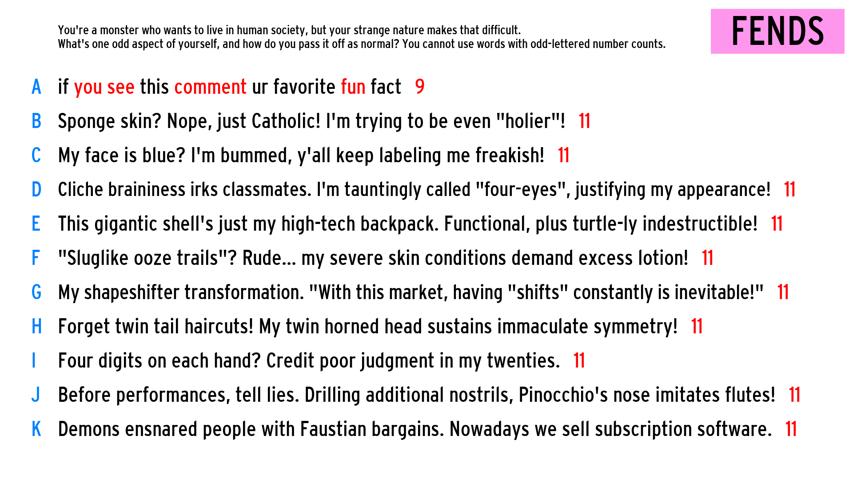 You're a monster who wants to live in human society, but your strange nature makes that difficult.
What's one odd aspect of yourself, and how do you pass it off as normal? You cannot use words with odd-lettered number counts.
FENDS
A if you see this comment ur favorite fun fact 9
B Sponge skin? Nope, just Catholic! I'm trying to be even "holier"! 11
C My face is blue? I'm bummed, y'all keep labeling me freakish! 11
D Cliche braininess irks classmates. I'm tauntingly called "four-eyes", justifying my appearance! 11
E This gigantic shell's just my high-tech backpack. Functional, plus turtle-ly indestructible! 11
F "Sluglike ooze trails"? Rude... my severe skin conditions demand excess lotion! 11
G My shapeshifter transformation. "With this market, having "shifts" constantly is inevitable!" 11
H Forget twin tail haircuts! My twin horned head sustains immaculate symmetry! 11
I Four digits on each hand? Credit poor judgment in my twenties. 11
J Before performances, tell lies. Drilling additional nostrils, Pinocchio's nose imitates flutes! 11
K Demons ensnared people with Faustian bargains. Nowadays we sell subscription software. 11